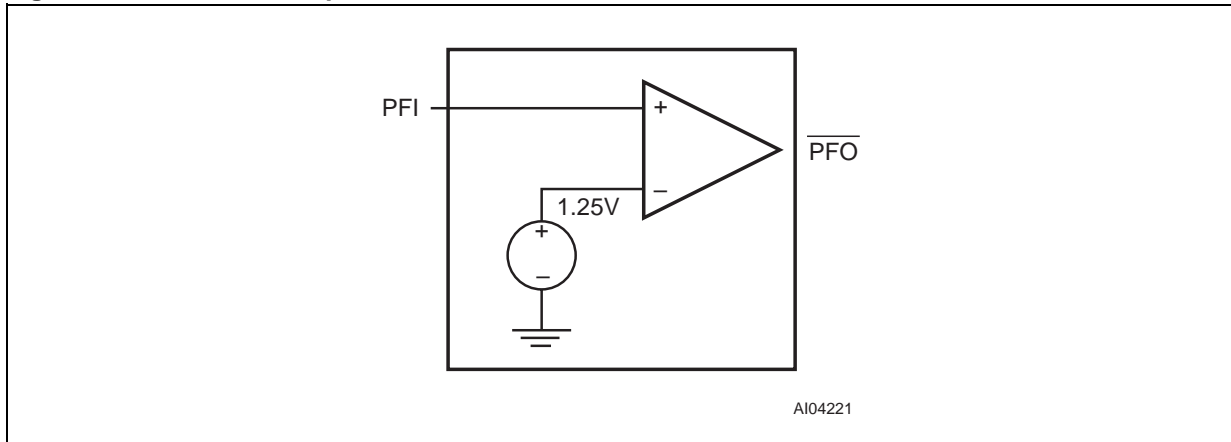 PFI
+
PFO
–
1.25V
+
–
AI04221